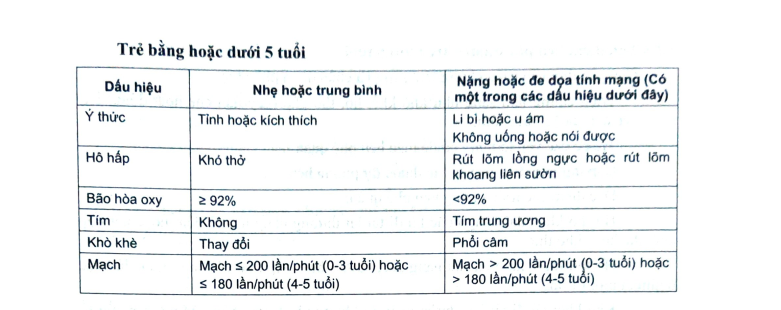 Trẻ bằng hoặc dưới 5 tuổi
Dấu hiệu
Nhẹ hoặc trung bình
Nặng hoặc đe dọa tính mạng (Có
một trong các dấu hiệu dưới đây)
Ý thức
Tỉnh hoặc kích thích
Li bì hoặc u ám
Không uống hoặc nói được
Hô hấp
Khó thở
Rút lõm lồng ngực hoặc rút lõm
khoang liên sườn
Bão hòa oxy
≥ 92%
<92%
Tím
Không
Tím trung ương
Khò khè
Thay đổi
Phổi câm
Mạch
Mạch ≤ 200 lần/phút (0-3 tuổi) hoặc
≤ 180 lần/phút (4-5 tuổi)
Mạch > 200 lần/phút (0-3 tuổi) hoặc
> 180 lần/phút (4-5 tuổi)